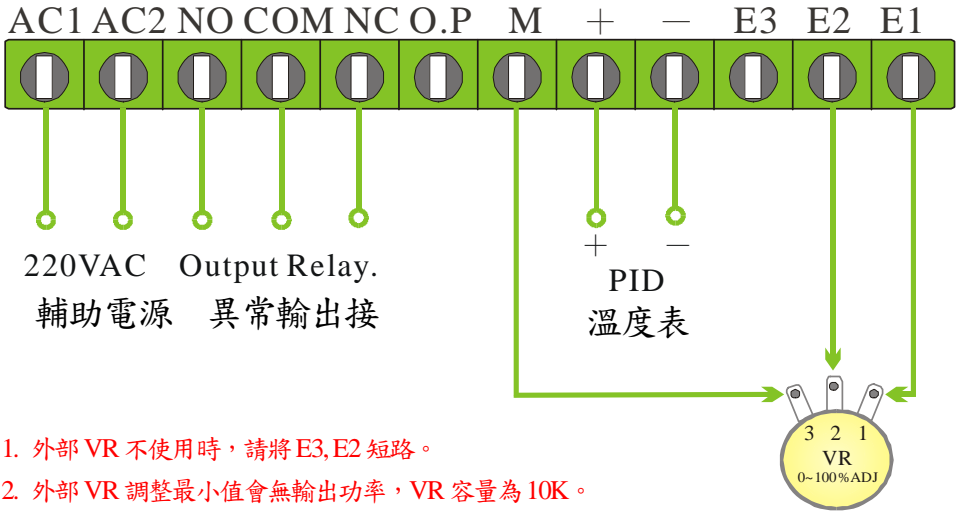 AC1 AC2 NO COM NC O.P M + − E3 E2 E1
220VAC Output Relay.
輔助電源 異常輸出接
+ −
PID
溫度表
3 2 1
VR
0~100%ADJ
1. 外部 VR 不使用時，請將 E3, E2 短路。
2. 外部 VR 調整最小值會無輸出功率，VR 容量為 10K。